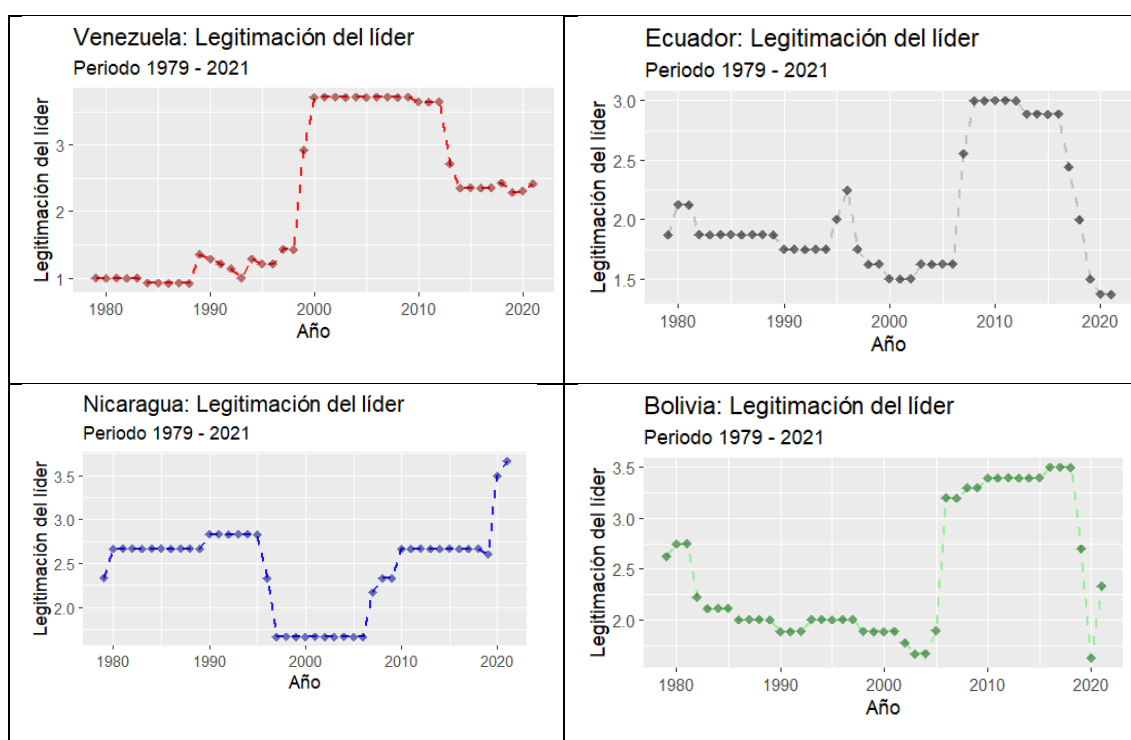 Venezuela: Legitimación del líder
Periodo 1979 - 2021
Legitimación del líder
3
2
1
1980 1990 2000 2010 2020
Año
Ecuador: Legitimación del líder
Periodo 1979 - 2021
Legitimación del líder
3.0
2.5
2.0
1.5
1980 1990 2000 2010 2020
Año
Nicaragua: Legitimación del líder
Periodo 1979 - 2021
Legitimación del líder
3.5
3.0
2.5
2.0
1980 1990 2000 2010 2020
Año
Bolivia: Legitimación del líder
Periodo 1979 - 2021
Legitimación del líder
3.5
3.0
2.5
2.0
1980 1990 2000 2010 2020
Año